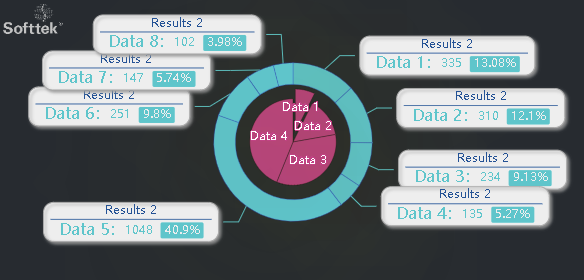 Softtek
Results 2
Data 8: 102 3.98%
Results 2
Data 7: 147 5.74%
Results 2
Data 6: 251 9.8%
Results 2
Data 5: 1048 40.9%
Data 1
Data 2
Data 4
Data 3
Results 2
Data 1: 335 13.08%
Results 2
Data 2: 310 12.1%
Results 2
Data 3: 234 9.13%
Results 2
Data 4: 135 5.27%